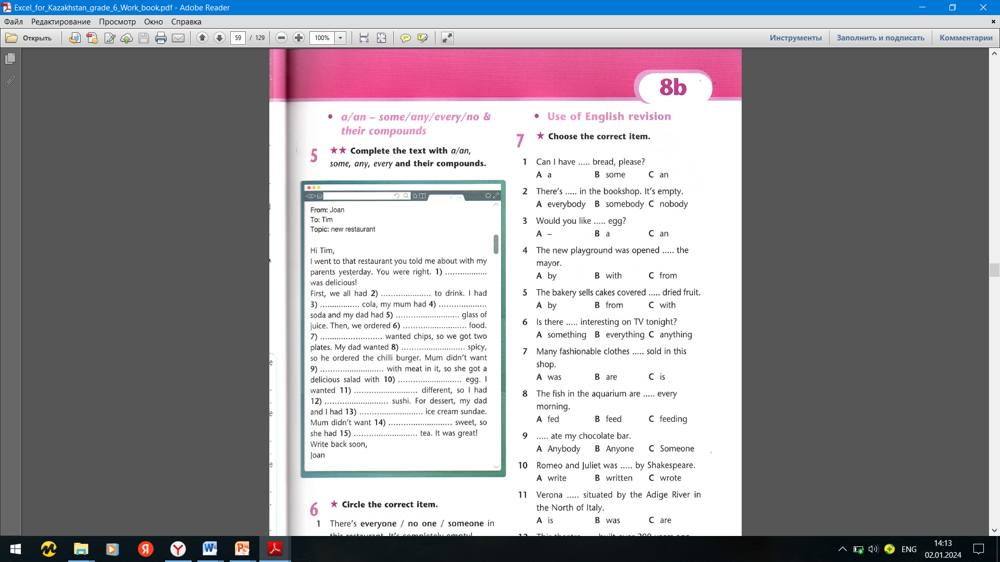 Excel_for_Kazakhstan_grade_6_Work_book.pdf - Adobe Reader
Файл Редактирование Просмотр Окно Справка
Открыть 59 / 129 100% Инструменты Заполнить и подписать Комментарии
8b
• a/an – some/any/every/no &
their compounds
5 ★★ Complete the text with a/an,
some, any, every and their compounds.
From: Joan
To: Tim
Topic: new restaurant
Hi Tim,
I went to that restaurant you told me about with my
parents yesterday. You were right. 1) ..................
was delicious!
First, we all had 2) ..................... to drink. I had
3) ................. cola, my mum had 4) .....................
soda and my dad had 5) ........................... glass of
juice. Then, we ordered 6) ........................... food.
7) ........................... wanted chips, so we got two
plates. My dad wanted 8) ........................... spicy,
so he ordered the chilli burger. Mum didn't want
9) ........................... with meat in it, so she got a
delicious salad with 10) ........................... egg. I
wanted 11) ........................... different, so I had
12) ........................... sushi. For dessert, my dad
and I had 13) ........................... ice cream sundae.
Mum didn't want 14) ........................... sweet, so
she had 15) ........................... tea. It was great!
Write back soon,
Joan
6 ★ Circle the correct item.
1 There's everyone / no one / someone in
this restaurant. It's completely empty!
• Use of English revision
7 ★ Choose the correct item.
1 Can I have ..... bread, please?
A a B some C an
2 There's ..... in the bookshop. It's empty.
A everybody B somebody C nobody
3 Would you like ..... egg?
A – B a C an
4 The new playground was opened ..... the
mayor.
A by B with C from
5 The bakery sells cakes covered ..... dried fruit.
A by B from C with
6 Is there ..... interesting on TV tonight?
A something B everything C anything
7 Many fashionable clothes ..... sold in this
shop.
A was B are C is
8 The fish in the aquarium are ..... every
morning.
A fed B feed C feeding
9 ..... ate my chocolate bar.
A Anybody B Anyone C Someone
10 Romeo and Juliet was ..... by Shakespeare.
A write B written C wrote
11 Verona ..... situated by the Adige River in
the North of Italy.
A is B was C are
12 This theatre ..... built over 200 years ago.
ENG
14:13
02.01.2024